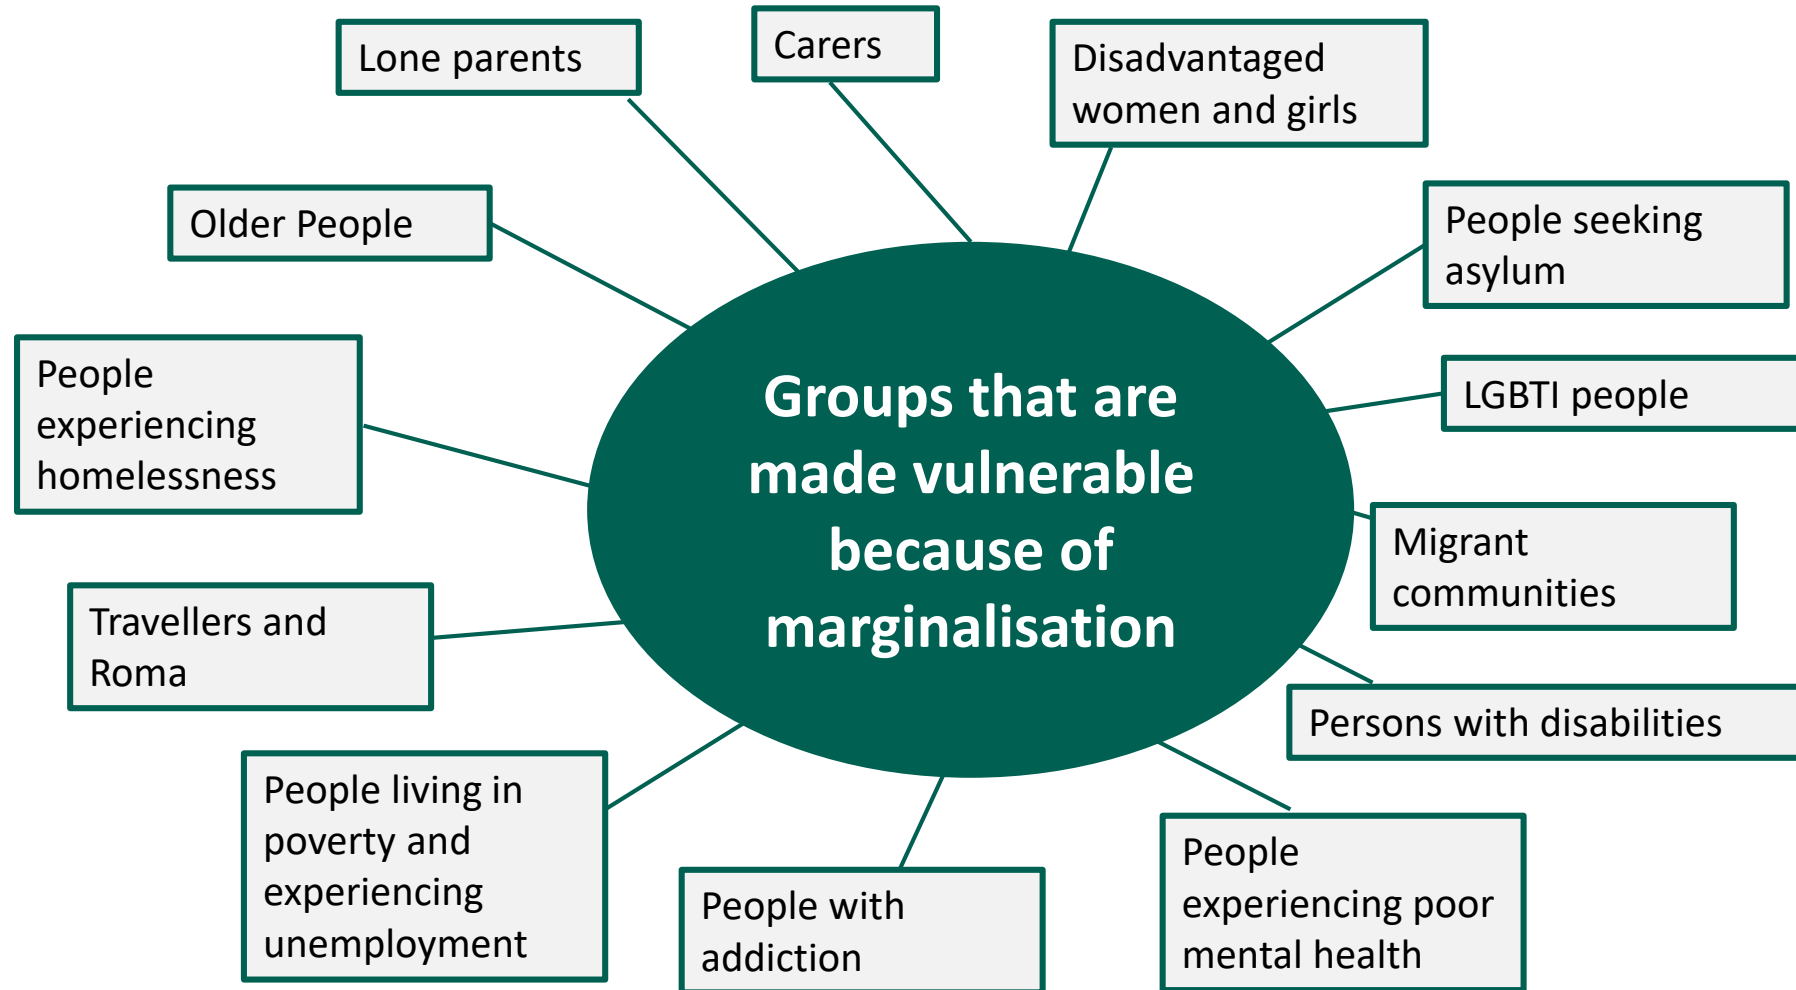 Lone parents
Carers
Disadvantaged
women and girls
Older People
People seeking
asylum
People
experiencing
homelessness
Groups that are
made vulnerable
because of
marginalisation
LGBTI people
Migrant
communities
Travellers and
Roma
Persons with disabilities
People living in
poverty and
experiencing
unemployment
People with
addiction
People
experiencing poor
mental health